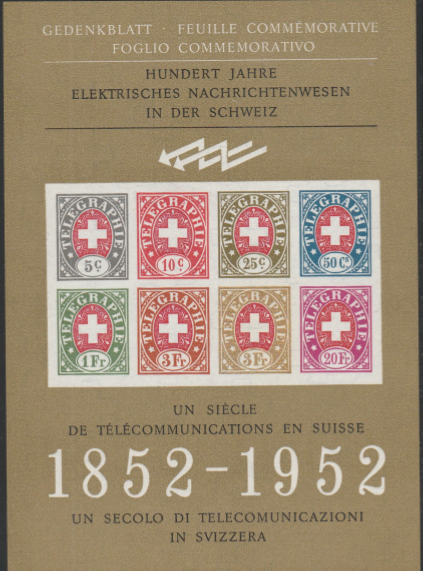 GEDENKBLATT · FEUILLE COMMÉMORATIVE
FOGLIO COMMEMORATIVO
HUNDERT JAHRE
ELEKTRISCHES NACHRICHTENWESEN
IN DER SCHWEIZ
TELEGRAPHIE TELEGRAPHIE TELEGRAPHIE TELEGRAPHIE
5c 10c 25c 50Cs
TELEGRAPHIE TELEGRAPHIE TELEGRAPHIE TELEGRAPHIE
1Fr 3Fr 3Fr 20Fr
UN SIÈCLE
DE TÉLÉCOMMUNICATIONS EN SUISSE
1852-1952
UN SECOLO DI TELECOMUNICAZIONI
IN SVIZZERA